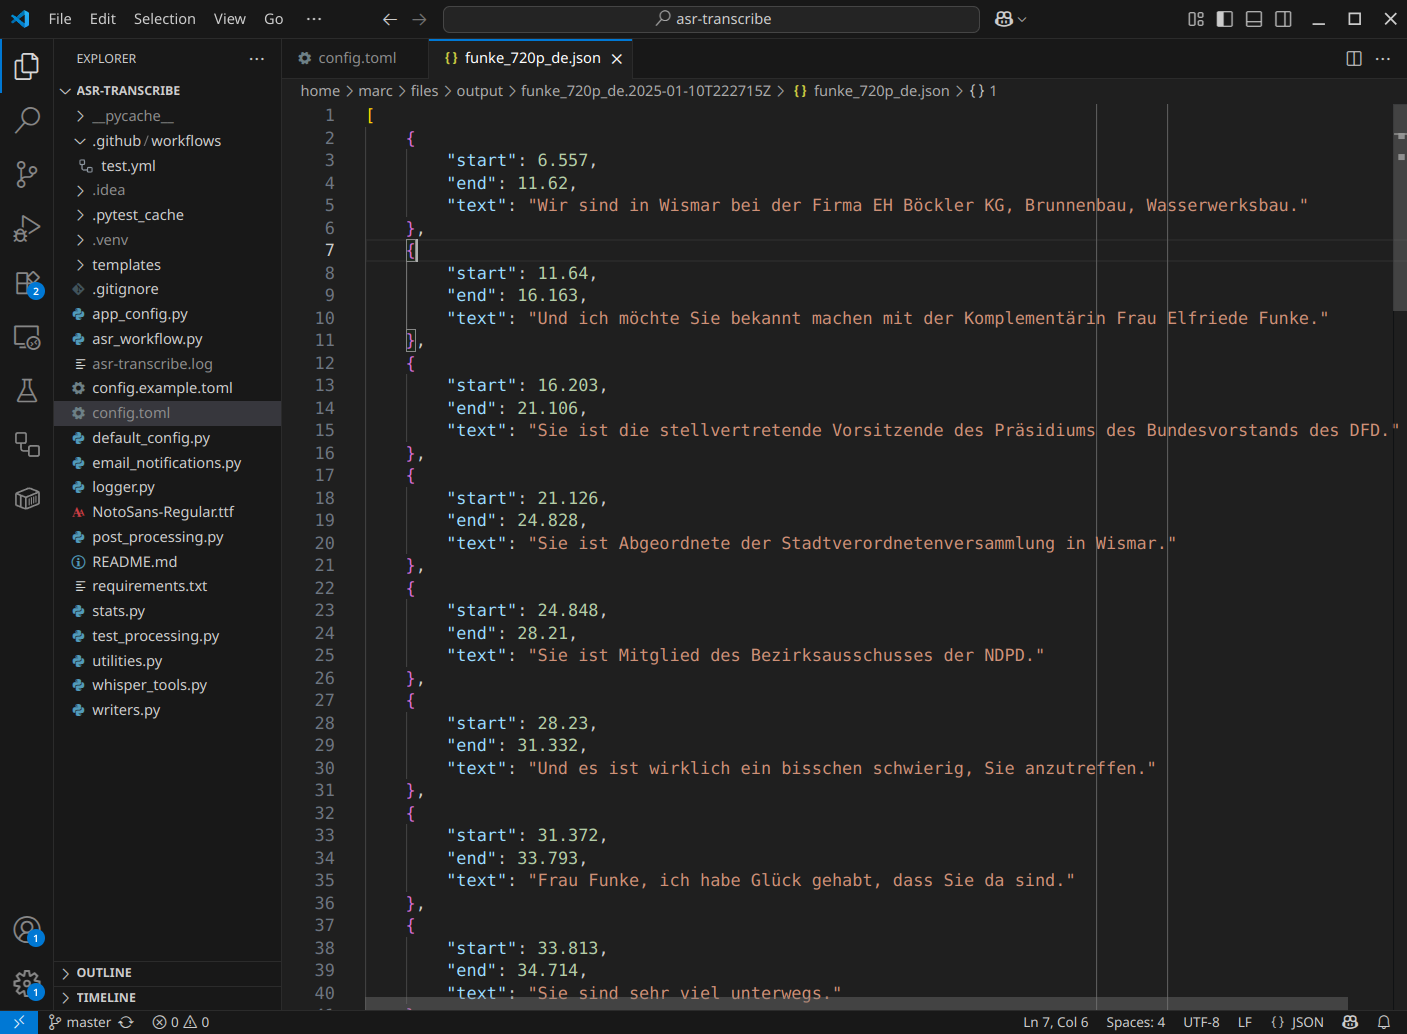 File Edit Selection View Go ··· asr-transcribe
EXPLORER ···
ASR-TRANSCRIBE
__pycache__
.github / workflows
test.yml
.idea
.pytest_cache
.venv
templates
.gitignore
app_config.py
asr_workflow.py
asr-transcribe.log
config.example.toml
config.toml
default_config.py
email_notifications.py
logger.py
NotoSans-Regular.ttf
post_processing.py
README.md
requirements.txt
stats.py
test_processing.py
utilities.py
whisper_tools.py
writers.py
OUTLINE
TIMELINE
2
1
1
config.toml {} funke_720p_de.json ···
home > marc > files > output > funke_720p_de.2025-01-10T222715Z > {} funke_720p_de.json > {} 1
1 [
2 {
3 "start": 6.557,
4 "end": 11.62,
5 "text": "Wir sind in Wismar bei der Firma EH Böckler KG, Brunnenbau, Wasserwerksbau."
6 },
7 {
8 "start": 11.64,
9 "end": 16.163,
10 "text": "Und ich möchte Sie bekannt machen mit der Komplementärin Frau Elfriede Funke."
11 },
12 {
13 "start": 16.203,
14 "end": 21.106,
15 "text": "Sie ist die stellvertretende Vorsitzende des Präsidiums des Bundesvorstands des DFD."
16 },
17 {
18 "start": 21.126,
19 "end": 24.828,
20 "text": "Sie ist Abgeordnete der Stadtverordnetenversammlung in Wismar."
21 },
22 {
23 "start": 24.848,
24 "end": 28.21,
25 "text": "Sie ist Mitglied des Bezirksausschusses der NDPD."
26 },
27 {
28 "start": 28.23,
29 "end": 31.332,
30 "text": "Und es ist wirklich ein bisschen schwierig, Sie anzutreffen."
31 },
32 {
33 "start": 31.372,
34 "end": 33.793,
35 "text": "Frau Funke, ich habe Glück gehabt, dass Sie da sind."
36 },
37 {
38 "start": 33.813,
39 "end": 34.714,
40 "text": "Sie sind sehr viel unterwegs."
master 0 0 Ln 7, Col 6 Spaces: 4 UTF-8 LF {} JSON